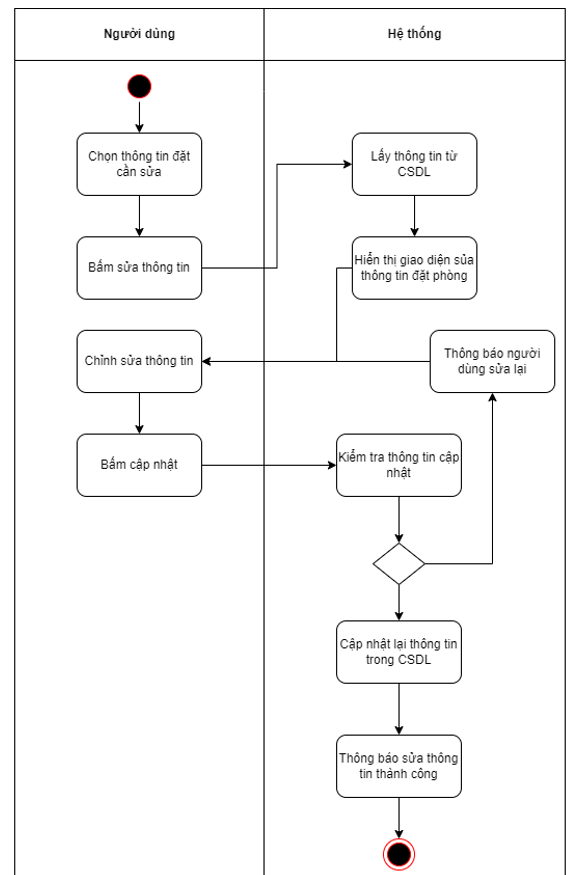 Người dùng
Hệ thống
Chọn thông tin đặt
cần sửa
Lấy thông tin từ
CSDL
Bấm sửa thông tin
Hiển thị giao diện sủa
thông tin đặt phòng
Chỉnh sửa thông tin
Thông báo người
dùng sửa lại
Bấm cập nhật
Kiểm tra thông tin cập
nhật
Cập nhật lại thông tin
trong CSDL
Thông báo sửa thông
tin thành công